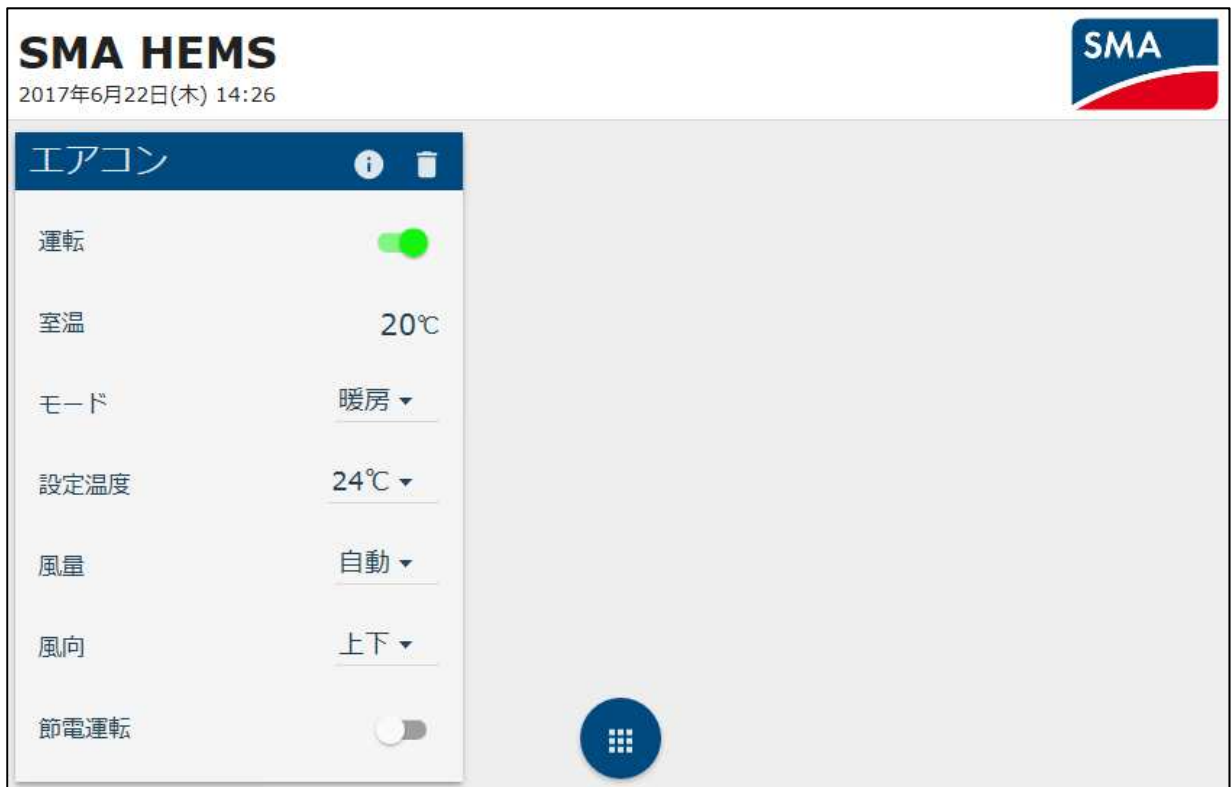 SMA HEMS
2017年6月22日(木) 14:26
SMA
エアコン
運転
室温 20℃
モード 暖房
設定温度 24℃
風量 自動
風向 上下
節電運転